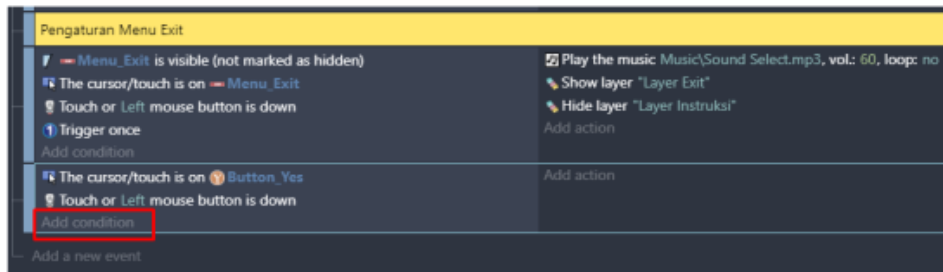 Pengaturan Menu Exit
Menu_Exit is visible (not marked as hidden)
Play the music Music\Sound Select.mp3, vol.: 60, loop: no
The cursor/touch is on Menu_Exit
Show layer "Layer Exit"
Touch or Left mouse button is down
Hide layer "Layer Instruksi"
Trigger once
Add action
Add condition
The cursor/touch is on Button_Yes
Add action
Touch or Left mouse button is down
Add condition
Add a new event